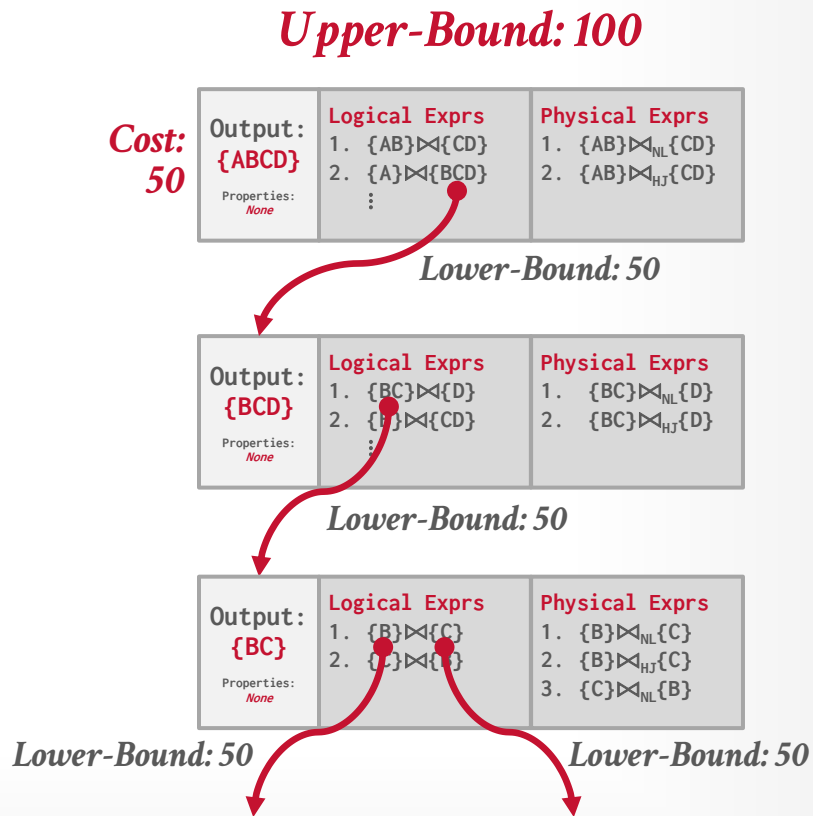 Upper-Bound: 100
Cost:
50
Output:
{ABCD}
Properties:
None
Logical Exprs
1. {AB}⋈{CD}
2. {A}⋈{BCD}
⋮
Physical Exprs
1. {AB}⋈NL{CD}
2. {AB}⋈HJ{CD}
Lower-Bound: 50
Output:
{BCD}
Properties:
None
Logical Exprs
1. {BC}⋈{D}
2. {B}⋈{CD}
⋮
Physical Exprs
1. {BC}⋈NL{D}
2. {BC}⋈HJ{D}
Lower-Bound: 50
Output:
{BC}
Properties:
None
Logical Exprs
1. {B}⋈{C}
2. {C}⋈{B}
Physical Exprs
1. {B}⋈NL{C}
2. {B}⋈HJ{C}
3. {C}⋈NL{B}
Lower-Bound: 50
Lower-Bound: 50